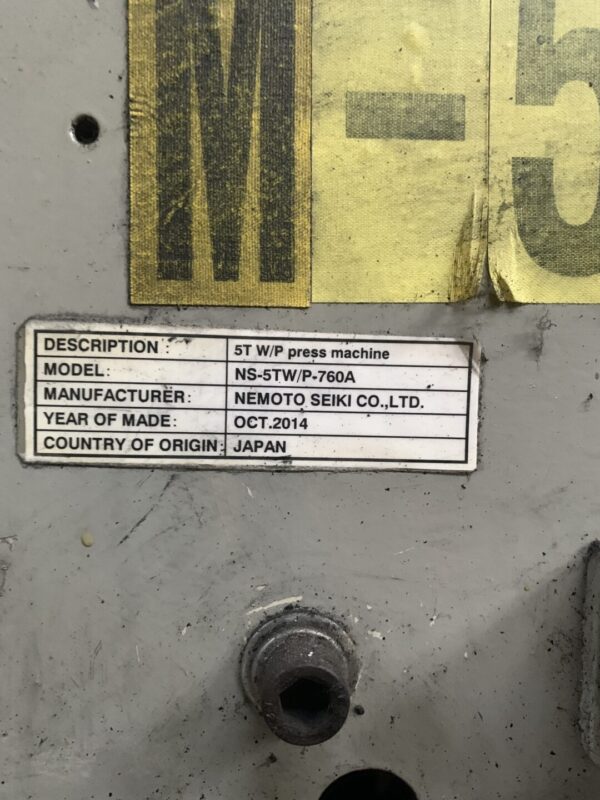 M-5
DESCRIPTION : 5T W/P press machine
MODEL: NS-5TW/P-760A
MANUFACTURER: NEMOTO SEIKI CO.,LTD.
YEAR OF MADE: OCT.2014
COUNTRY OF ORIGIN: JAPAN